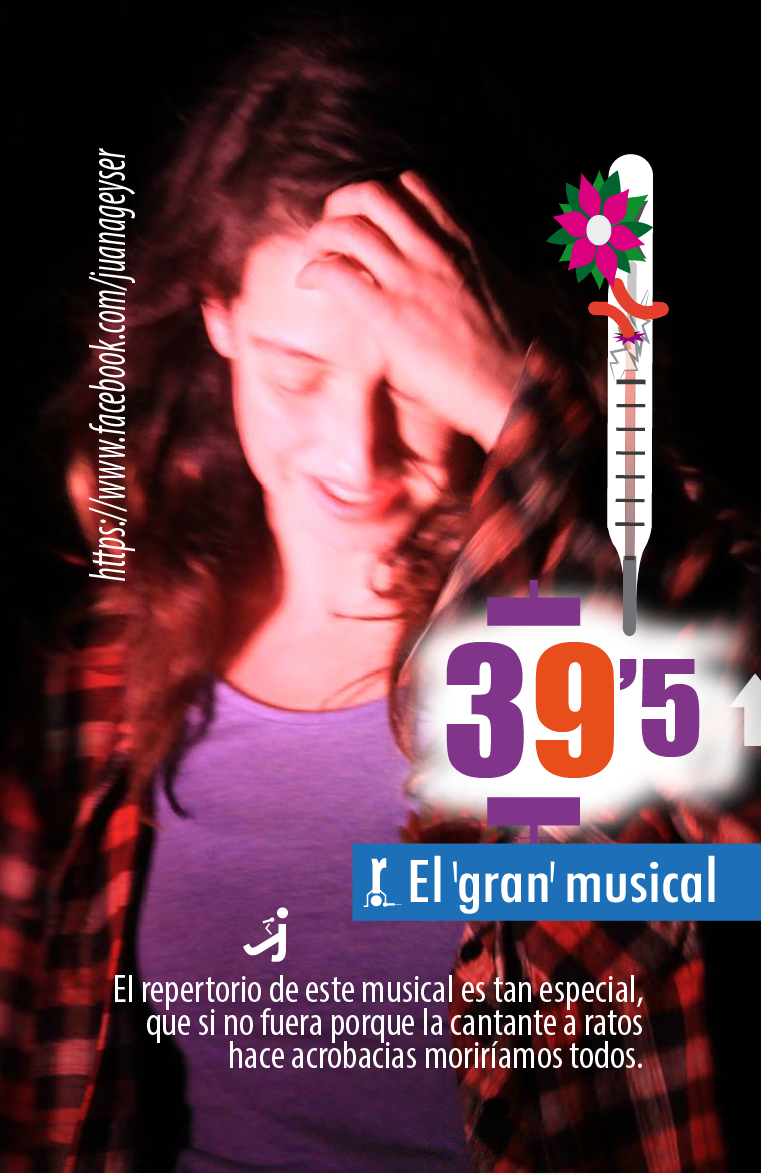 https://www.facebook.com/juanageyser
39'5
El 'gran' musical
El repertorio de este musical es tan especial,
que si no fuera porque la cantante a ratos
hace acrobacias moriríamos todos.